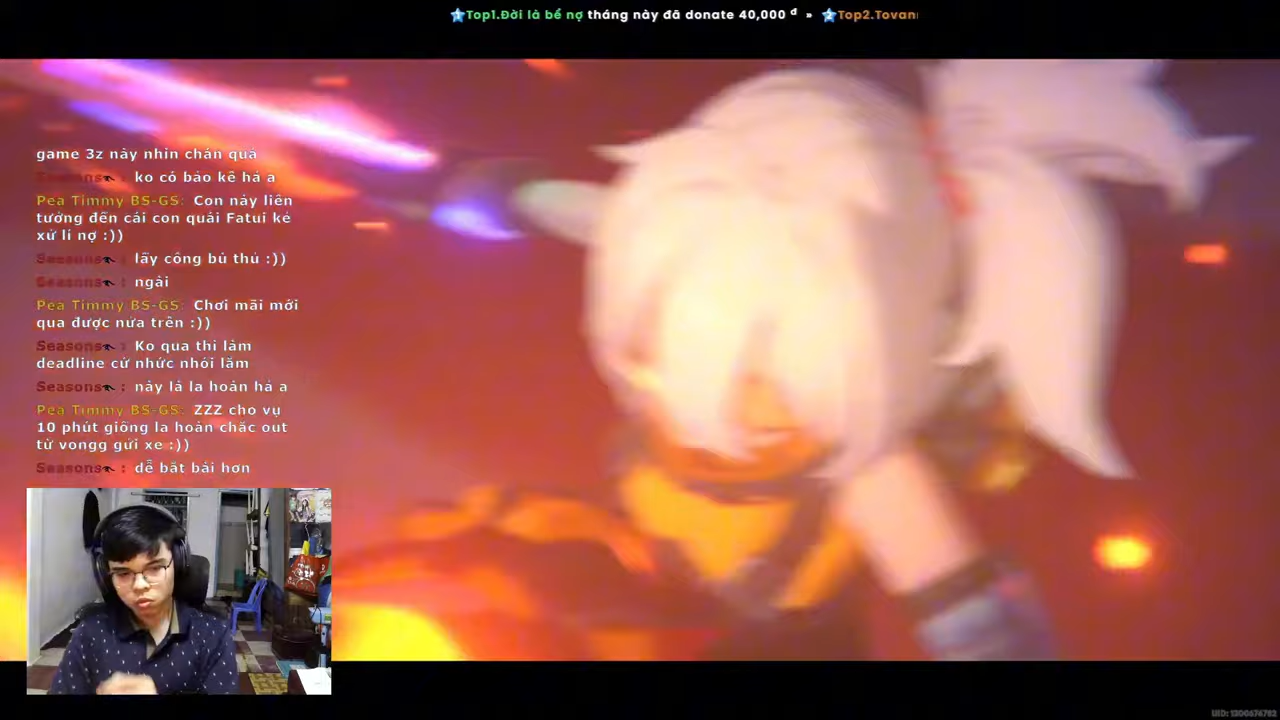 Top1.Đời là bể nợ tháng này đã donate 40,000 đ » Top2.Tovan
game 3z này nhìn chán quá
Seasons : ko có bảo kê hả a
Pea Timmy BS-GS: Con này liên
tưởng đến cái con quái Fatui kẻ
xử lí nợ :))
Seasons : lấy công bù thủ :))
Seasons : ngải
Pea Timmy BS-GS: Chơi mãi mới
qua được nửa trên :))
Seasons : Ko qua thì làm
deadline cứ nhức nhói lắm
Seasons : này là la hoàn hả a
Pea Timmy BS-GS: ZZZ cho vụ
10 phút giống la hoàn chắc out
từ vongg gửi xe :))
Seasons : dễ bắt bài hơn
UID: 1300676782